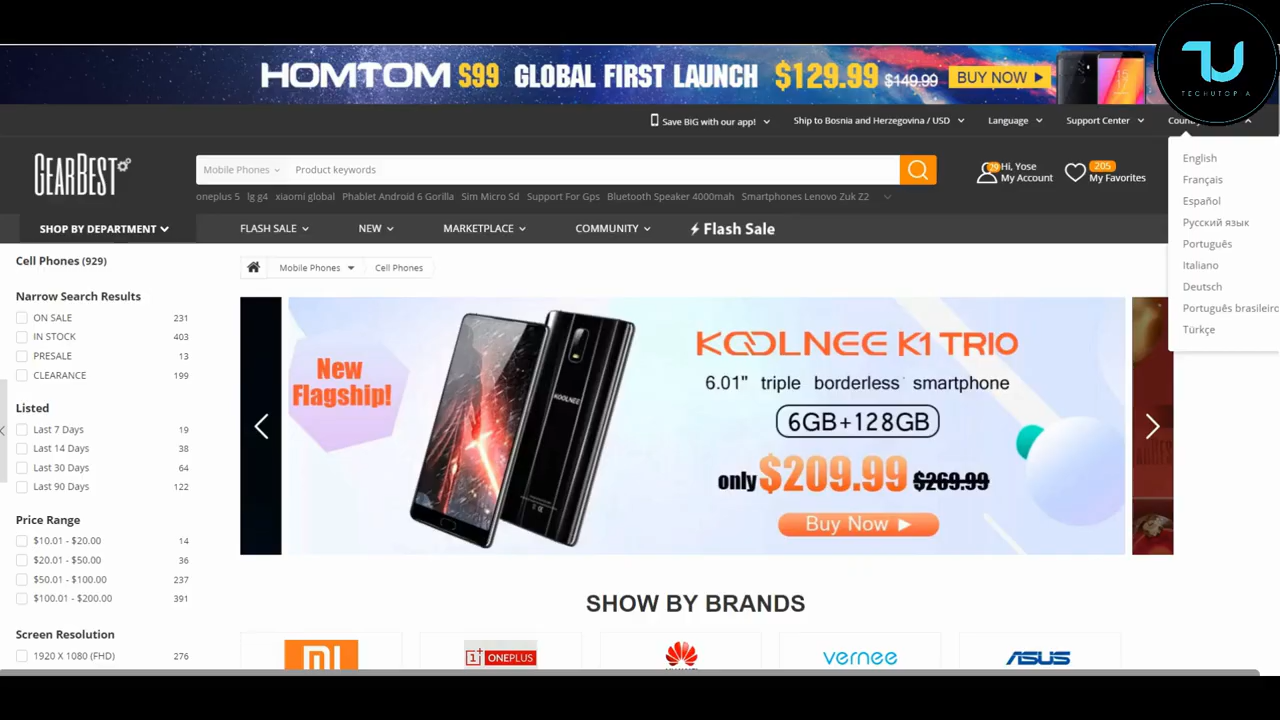 TECHUTOPIA
HOMTOM S99 GLOBAL FIRST LAUNCH $129.99 $149.99 BUY NOW
Save BIG with our app! Ship to Bosnia and Herzegovina / USD Language Support Center
GEARBEST
Mobile Phones Product keywords
20 Hi, Yose
My Account
205
My Favorites
oneplus 5 lg g4 xiaomi global Phablet Android 6 Gorilla Sim Micro Sd Support For Gps Bluetooth Speaker 4000mah Smartphones Lenovo Zuk Z2
SHOP BY DEPARTMENT FLASH SALE NEW MARKETPLACE COMMUNITY Flash Sale
English
Français
Español
Русский язык
Português
Italiano
Deutsch
Português brasileiro
Türkçe
Cell Phones (929)
Mobile Phones Cell Phones
Narrow Search Results
ON SALE 231
IN STOCK 403
PRESALE 13
CLEARANCE 199
Listed
Last 7 Days 19
Last 14 Days 38
Last 30 Days 64
Last 90 Days 122
Price Range
$10.01 - $20.00 14
$20.01 - $50.00 36
$50.01 - $100.00 237
$100.01 - $200.00 391
Screen Resolution
1920 X 1080 (FHD) 276
New
Flagship!
KOOLNEE
KOOLNEE K1 TRIO
6.01" triple borderless smartphone
6GB+128GB
only $209.99 $269.99
Buy Now
SHOW BY BRANDS
MI
1+ ONEPLUS
vernee
ASUS